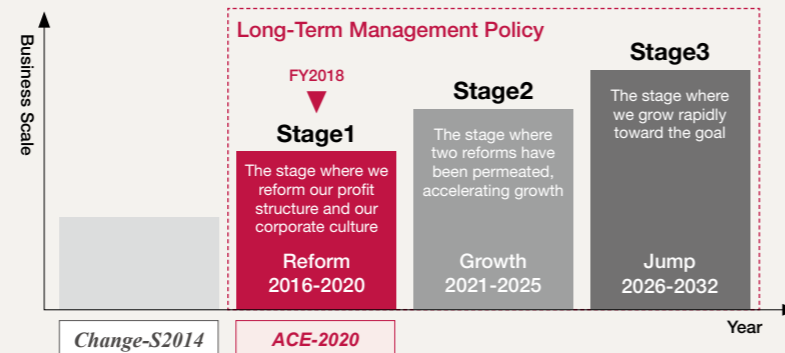 Long-Term Management Policy
Business Scale
FY2018
Stage1
The stage where we
reform our profit
structure and our
corporate culture
Reform
2016-2020
Stage2
The stage where
two reforms have
been permeated,
accelerating growth
Growth
2021-2025
Stage3
The stage where
we grow rapidly
toward the goal
Jump
2026-2032
Year
Change-S2014
ACE-2020